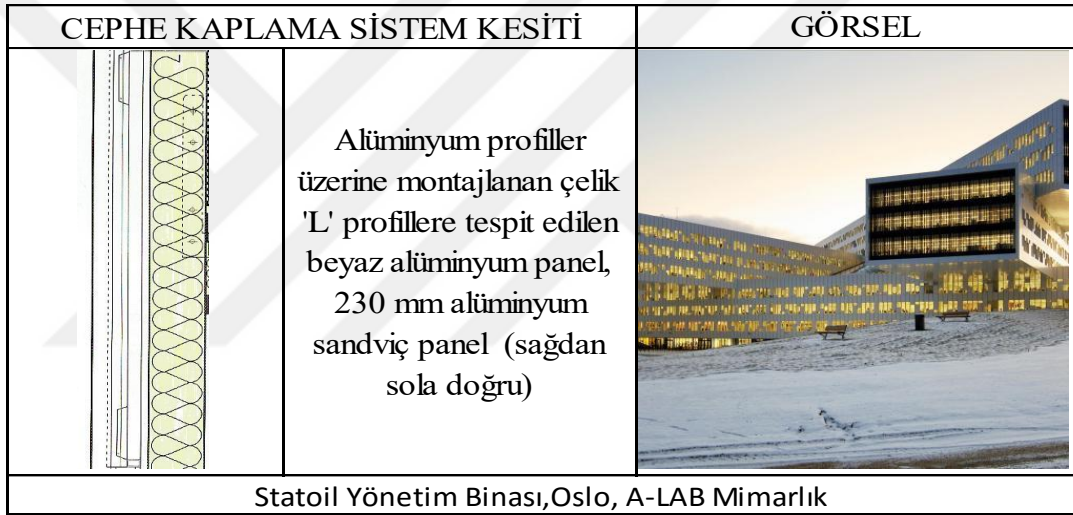 CEPHE KAPLAMA SİSTEM KESİTİ
GÖRSEL
Alüminyum profiller
üzerine montajlanan çelik
'L' profillere tespit edilen
beyaz alüminyum panel,
230 mm alüminyum
sandviç panel (sağdan
sola doğru)
Statoil Yönetim Binası,Oslo, A-LAB Mimarlık